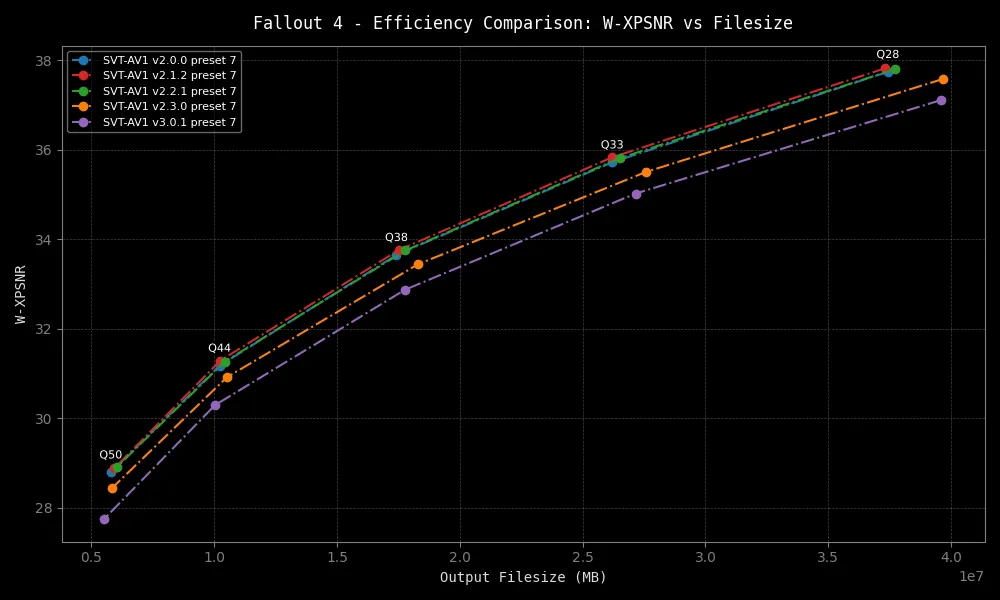 Fallout 4 - Efficiency Comparison: W-XPSNR vs Filesize
SVT-AV1 v2.0.0 preset 7
SVT-AV1 v2.1.2 preset 7
SVT-AV1 v2.2.1 preset 7
SVT-AV1 v2.3.0 preset 7
SVT-AV1 v3.0.1 preset 7
Q28
Q33
Q38
Q44
Q50
W-XPSNR
38
36
34
32
30
28
0.5 1.0 1.5 2.0 2.5 3.0 3.5 4.0
1e7
Output Filesize (MB)